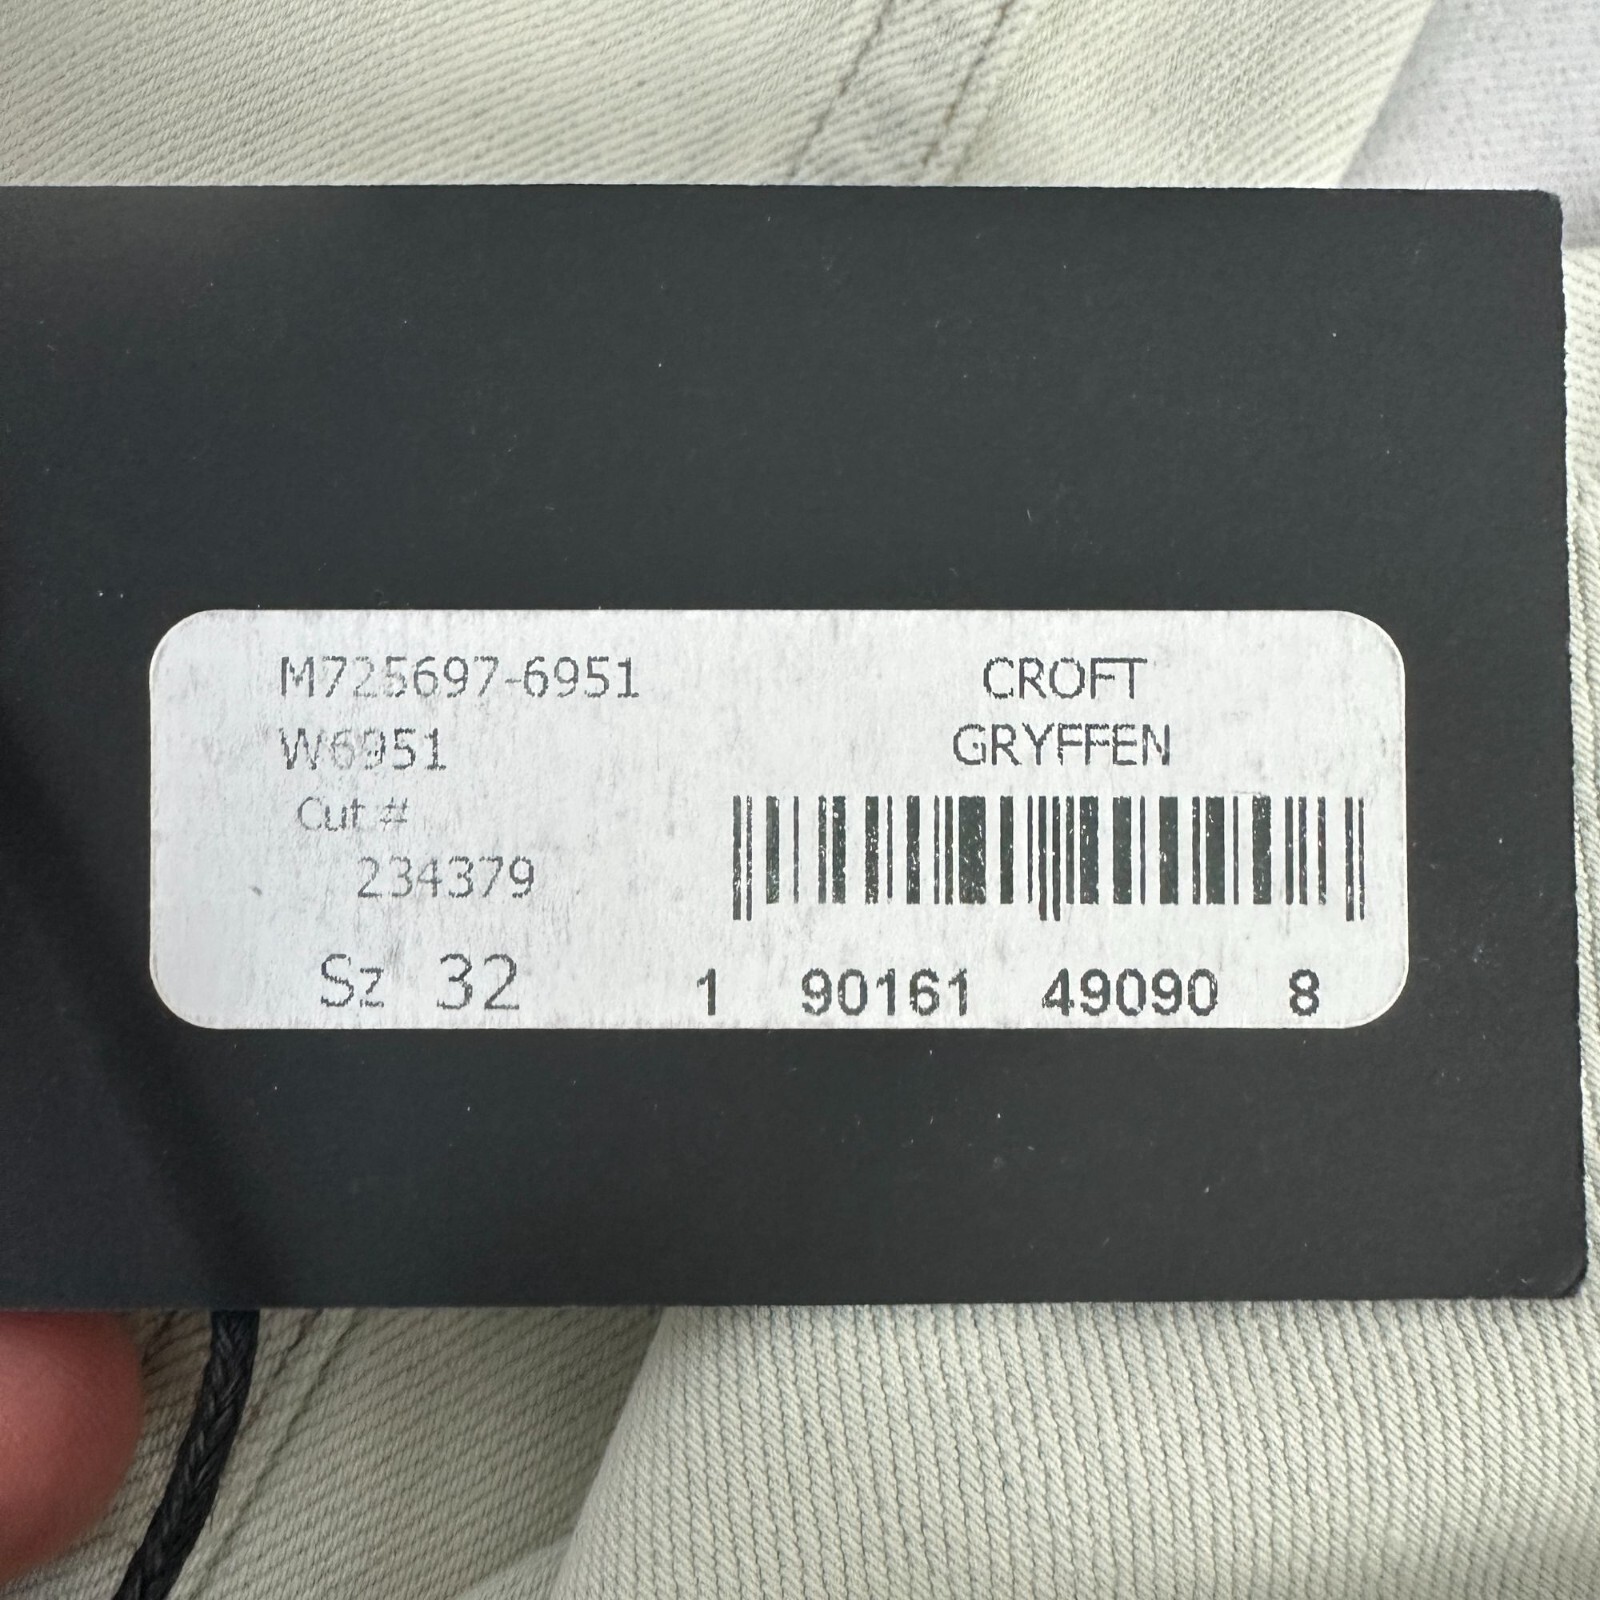 M725697-6951
W6951
Cut #
234379
Sz 32
CROFT
GRYFFEN
1 90161 49090 8